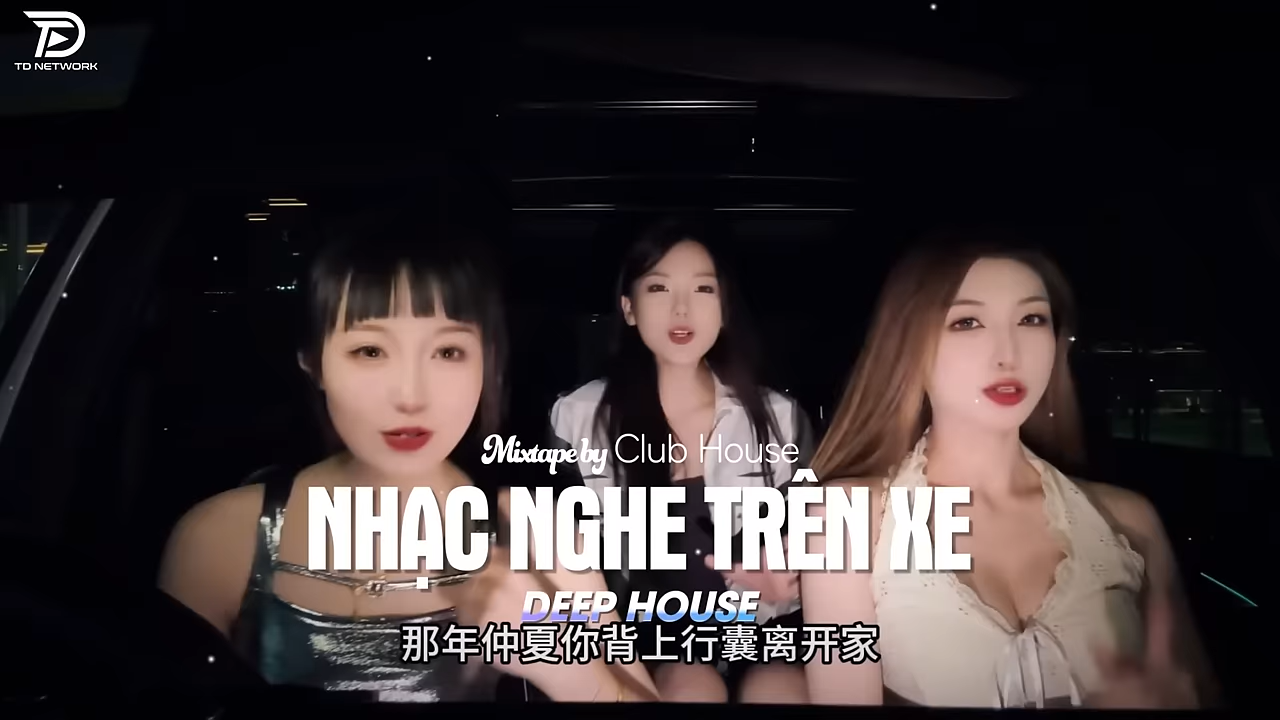 TD NETWORK
Mixtape by Club House
NHẠC NGHE TRÊN XE
DEEP HOUSE
那年仲夏你背上行囊离开家